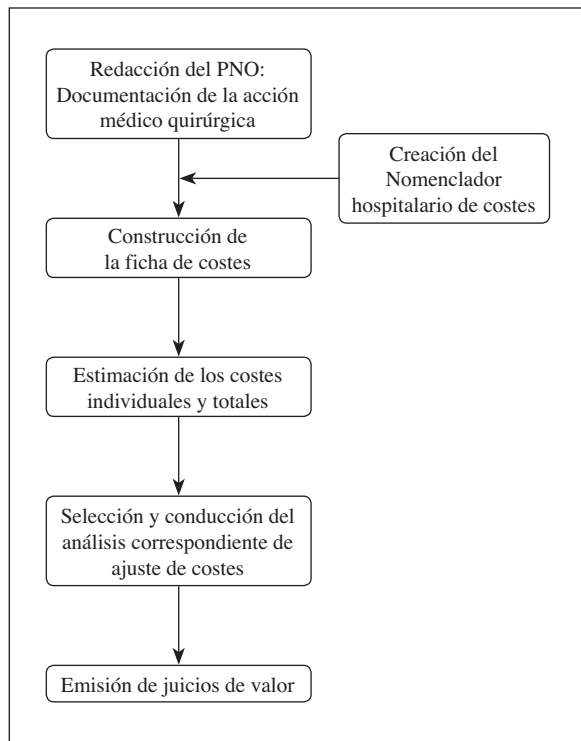 Redacción del PNO:
Documentación de la acción
médico quirúrgica
Creación del
Nomenclador
hospitalario de costes
Construcción de
la ficha de costes
Estimación de los costes
individuales y totales
Selección y conducción del
análisis correspondiente de
ajuste de costes
Emisión de juicios de valor